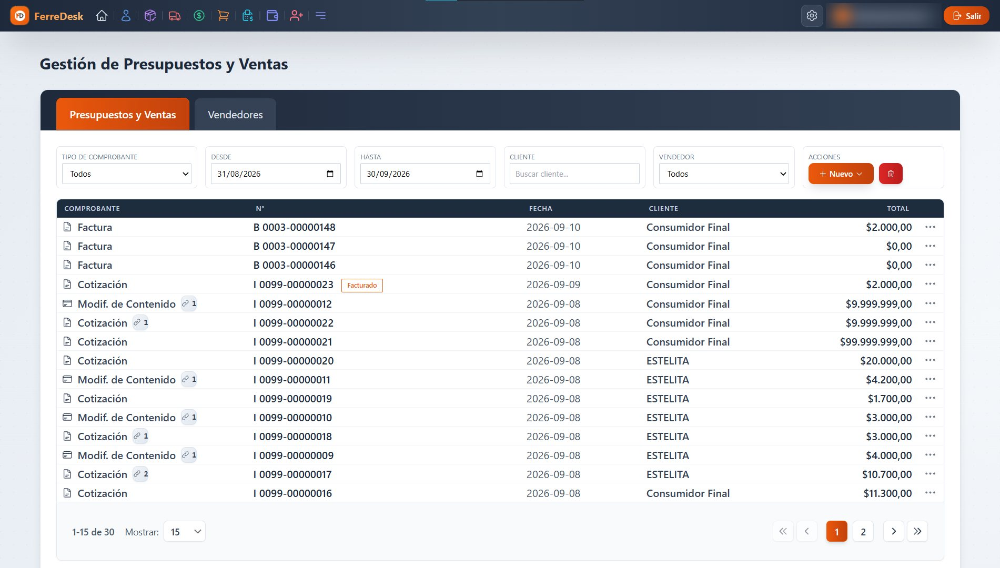 FerreDesk
Salir
Gestión de Presupuestos y Ventas
Presupuestos y Ventas
Vendedores
TIPO DE COMPROBANTE
DESDE
HASTA
CLIENTE
VENDEDOR
ACCIONES
Todos
31/08/2026
30/09/2026
Buscar cliente...
Todos
+ Nuevo
COMPROBANTE N° FECHA CLIENTE TOTAL
Factura B 0003-00000148 2026-09-10 Consumidor Final $2.000,00 ...
Factura B 0003-00000147 2026-09-10 Consumidor Final $0,00 ...
Factura B 0003-00000146 2026-09-10 Consumidor Final $0,00 ...
Cotización I 0099-00000023 Facturado 2026-09-09 Consumidor Final $2.000,00 ...
Modif. de Contenido 1 I 0099-00000012 2026-09-08 Consumidor Final $9.999.999,00 ...
Cotización 1 I 0099-00000022 2026-09-08 Consumidor Final $9.999.999,00 ...
Cotización I 0099-00000021 2026-09-08 Consumidor Final $99.999.999,00 ...
Cotización I 0099-00000020 2026-09-08 ESTELITA $20.000,00 ...
Modif. de Contenido 1 I 0099-00000011 2026-09-08 ESTELITA $4.200,00 ...
Cotización I 0099-00000019 2026-09-08 ESTELITA $1.700,00 ...
Modif. de Contenido 1 I 0099-00000010 2026-09-08 ESTELITA $3.000,00 ...
Cotización 1 I 0099-00000018 2026-09-08 ESTELITA $3.000,00 ...
Modif. de Contenido 1 I 0099-00000009 2026-09-08 ESTELITA $4.000,00 ...
Cotización 2 I 0099-00000017 2026-09-08 ESTELITA $10.700,00 ...
Cotización I 0099-00000016 2026-09-08 Consumidor Final $11.300,00 ...
1-15 de 30 Mostrar: 15
1 2